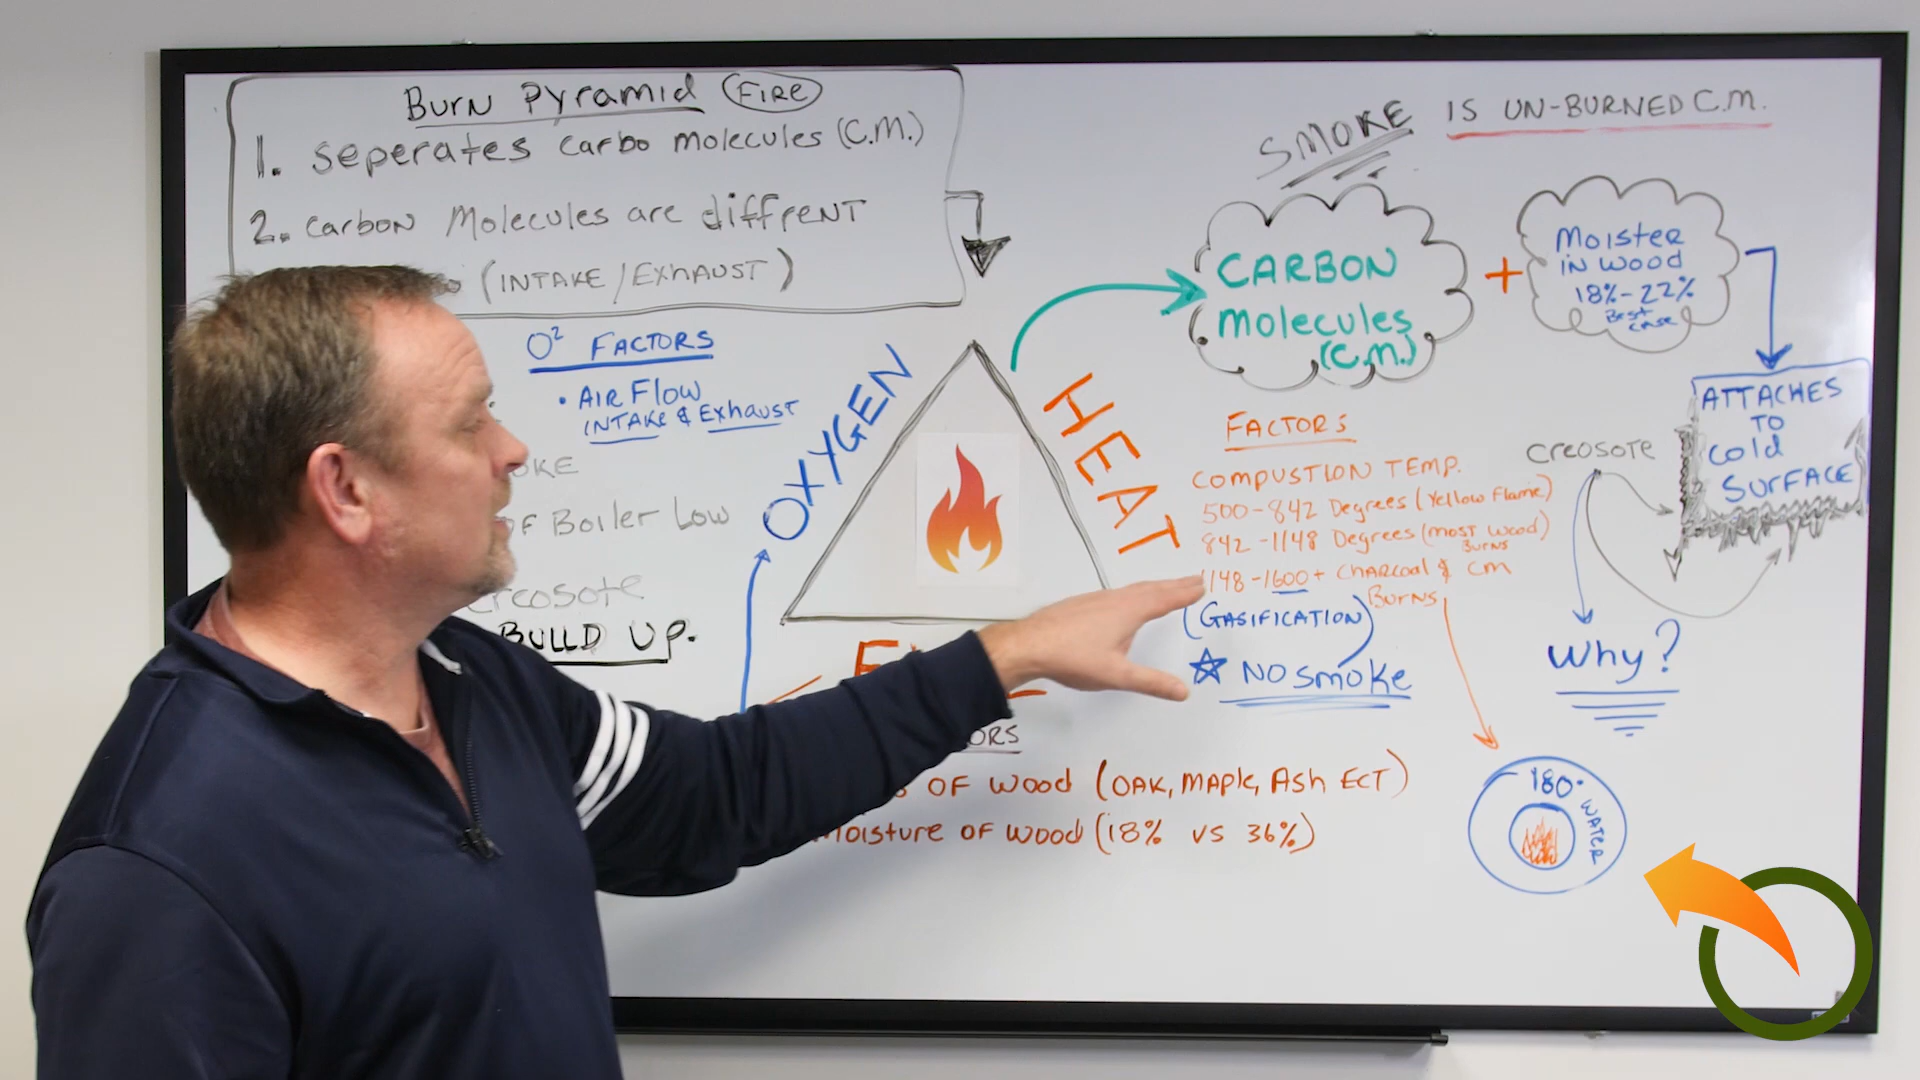 Burn Pyramid (FIRE)
1. seperates carbo molecules (C.M.)
2. carbon Molecules are diffrent
(INTAKE/EXHAUST)
O² FACTORS
• AIR FLOW
INTAKE & EXHAUST
OF Boiler Low
creosote
BUILD UP.
OXYGEN
HEAT
SMOKE IS UN-BURNED C.M.
CARBON
molecules
(C.M.)
+
Moister
IN WOOD
18%-22%
Best
case
ATTACHES
TO
Cold
SURFACE
creosote
Why?
FACTORS
COMPUSTION TEMP.
500-842 Degrees (Yellow Flame)
842-1148 Degrees (most wood)
Burns
1148-1600+ CHARCOAL & CM
BURNS
(GASIFICATION)
☆ NO SMOKE
OF WOOD (OAK, MAPLE, ASH ECT)
moisture OF WOOD (18% vs 36%)
180°
WATER